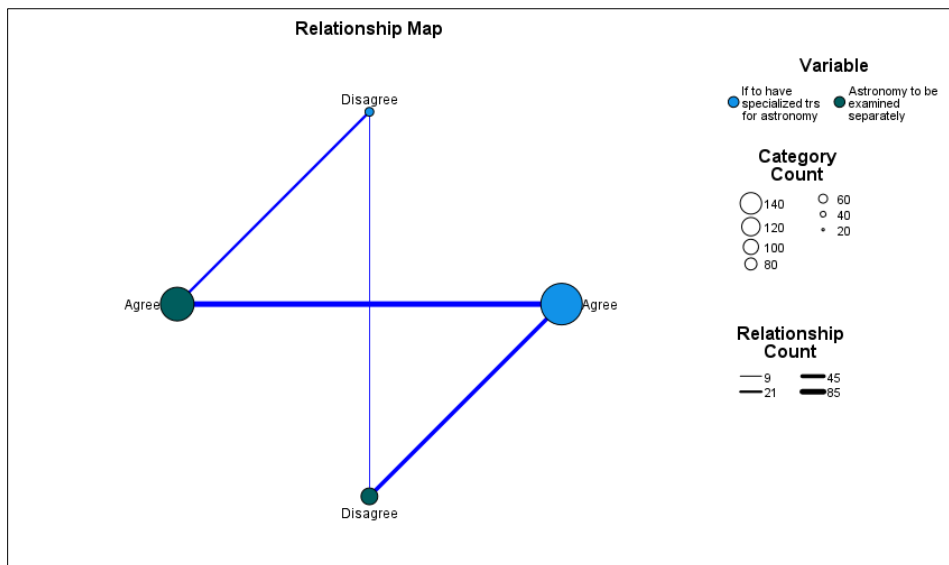 Relationship Map
Disagree
Agree
Agree
Disagree
Variable
If to have
specialized trs
for astronomy
Astronomy to be
examined
separately
Category
Count
140
120
100
80
60
40
20
Relationship
Count
9
21
45
85